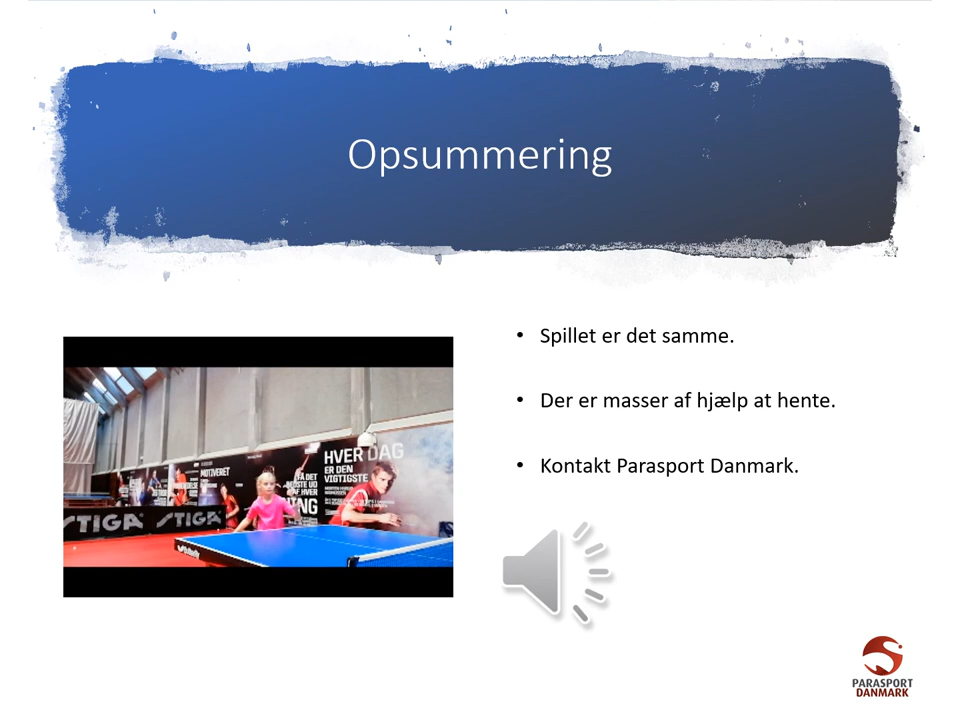 Opsummering
Spillet er det samme.
Der er masser af hjælp at hente.
Kontakt Parasport Danmark.
HVER DAG
ER DEN
VIGTIGSTE
MOTIVERET
STIGA STIGA
Butterfly
PARASPORT
DANMARK